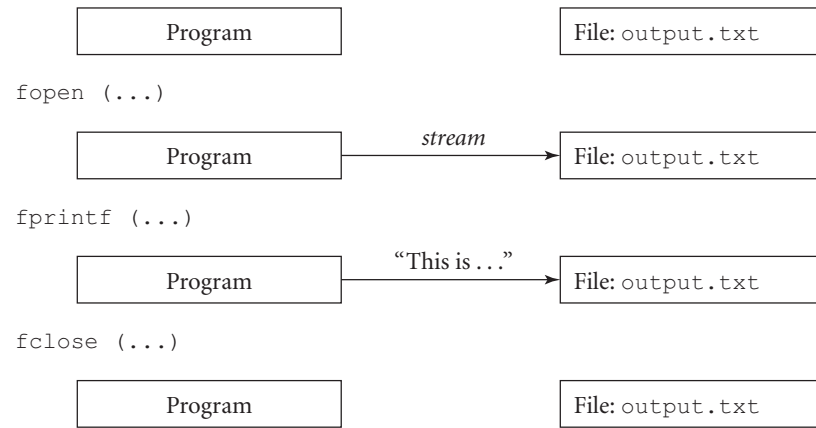 Program File: output.txt
fopen (...)
stream
Program File: output.txt
fprintf (...)
“This is . . .”
Program File: output.txt
fclose (...)
Program File: output.txt